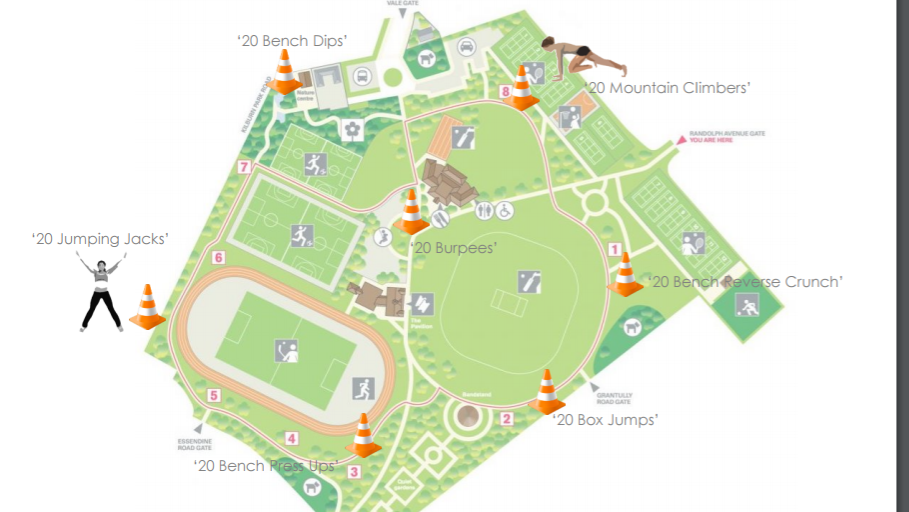 VALE GATE
'20 Bench Dips'
'20 Mountain Climbers'
8
Nature
centre
KILBURN PARK ROAD
RANDOLPH AVENUE GATE
YOU ARE HERE
7
'20 Jumping Jacks'
6
'20 Burpees'
1
'20 Bench Reverse Crunch'
The
Pavilion
5
Bandstand
GRANTULLY
ROAD GATE
2
'20 Box Jumps'
ESSENDINE
ROAD GATE
4
'20 Bench Press Ups'
3
gardens